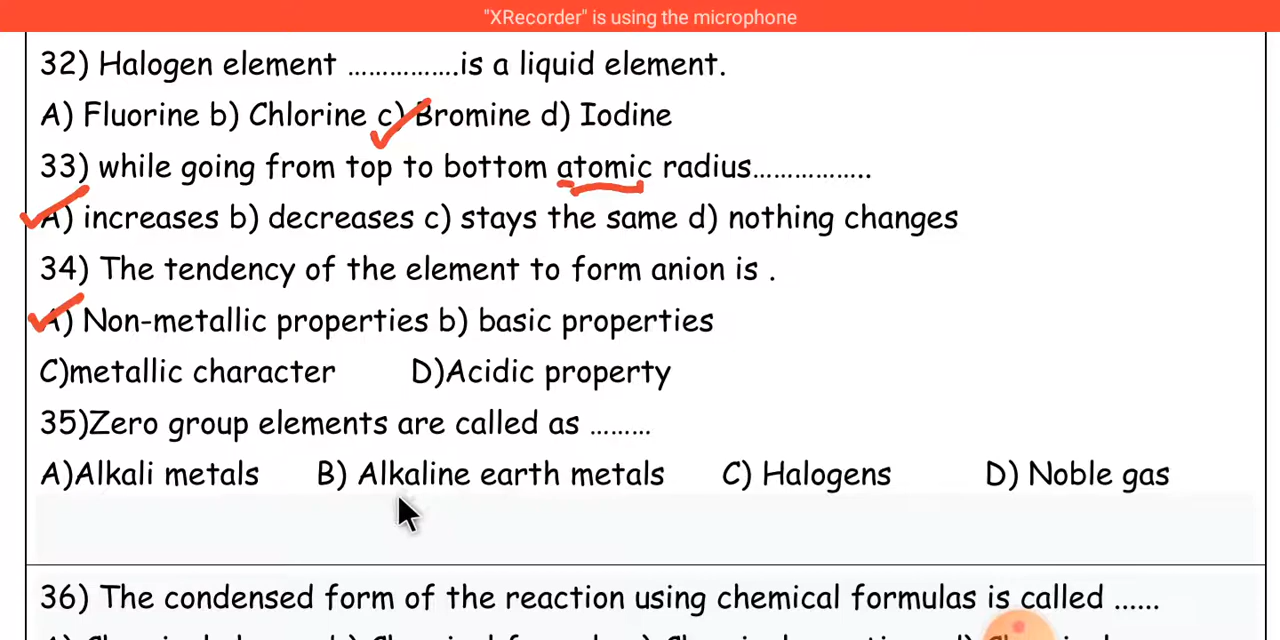 "XRecorder" is using the microphone
32) Halogen element ................is a liquid element.
A) Fluorine b) Chlorine c) Bromine d) Iodine
33) while going from top to bottom atomic radius.................
A) increases b) decreases c) stays the same d) nothing changes
34) The tendency of the element to form anion is .
A) Non-metallic properties b) basic properties
C)metallic character D)Acidic property
35)Zero group elements are called as .........
A)Alkali metals B) Alkaline earth metals C) Halogens D) Noble gas
36) The condensed form of the reaction using chemical formulas is called ......